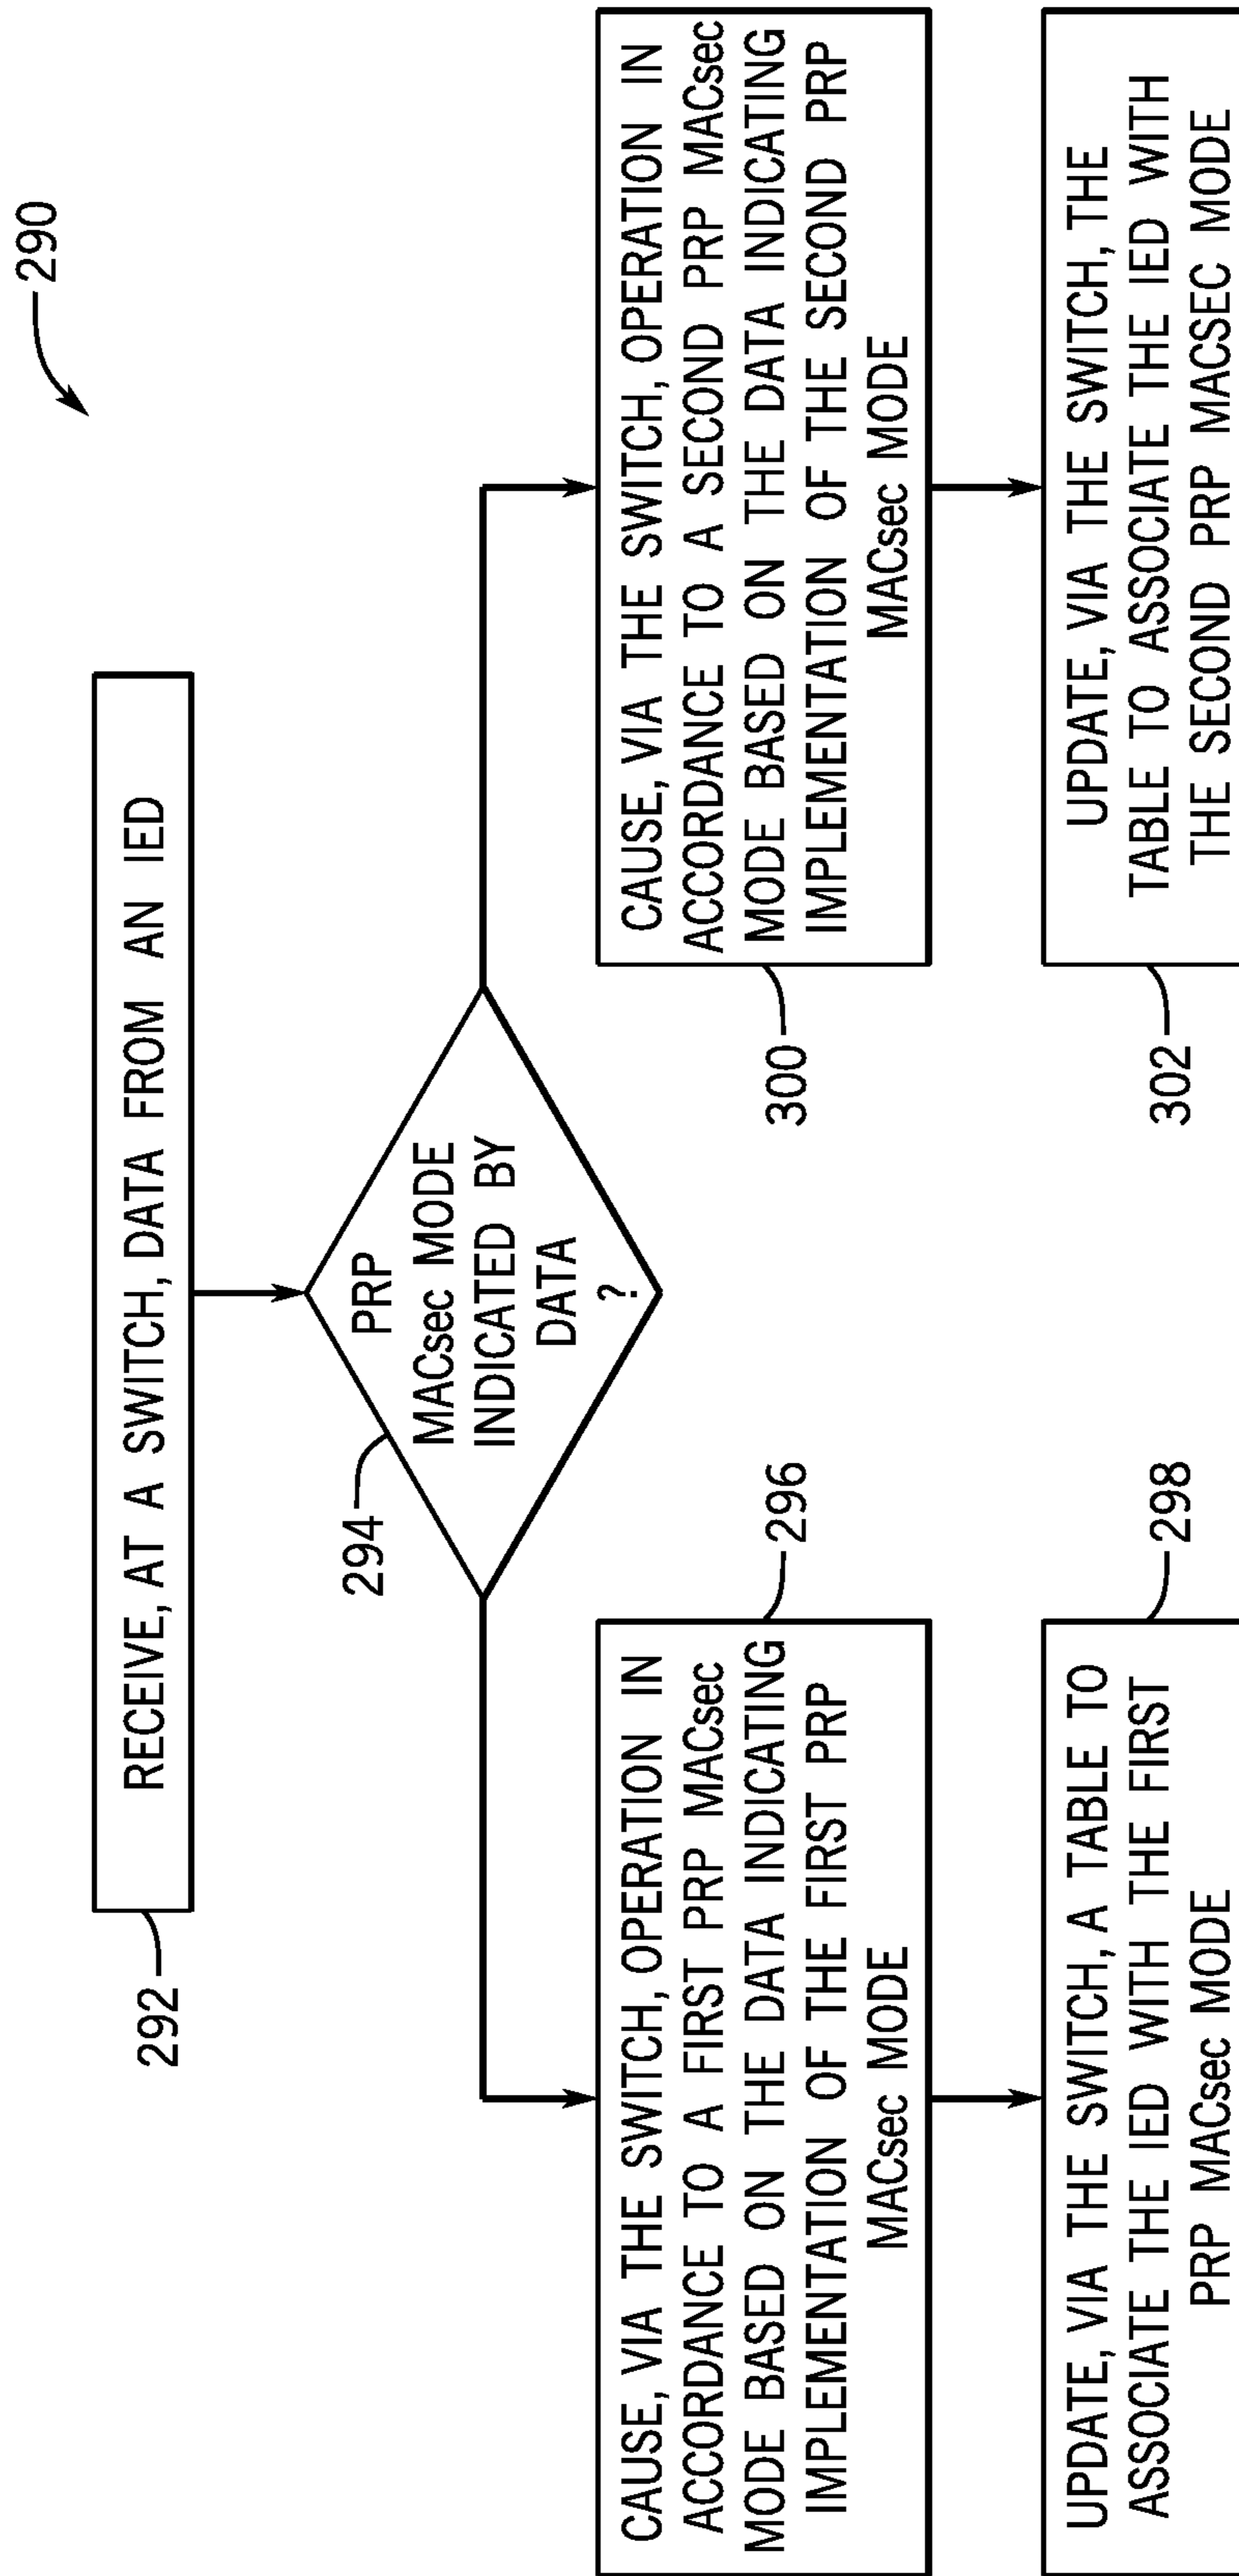 290
292
RECEIVE, AT A SWITCH, DATA FROM AN IED
294
PRP
MACsec MODE
INDICATED BY
DATA
?
296
CAUSE, VIA THE SWITCH, OPERATION IN
ACCORDANCE TO A FIRST PRP MACsec
MODE BASED ON THE DATA INDICATING
IMPLEMENTATION OF THE FIRST PRP
MACsec MODE
298
UPDATE, VIA THE SWITCH, A TABLE TO
ASSOCIATE THE IED WITH THE FIRST
PRP MACsec MODE
300
CAUSE, VIA THE SWITCH, OPERATION IN
ACCORDANCE TO A SECOND PRP MACsec
MODE BASED ON THE DATA INDICATING
IMPLEMENTATION OF THE SECOND PRP
MACsec MODE
302
UPDATE, VIA THE SWITCH, THE
TABLE TO ASSOCIATE THE IED WITH
THE SECOND PRP MACSEC MODE